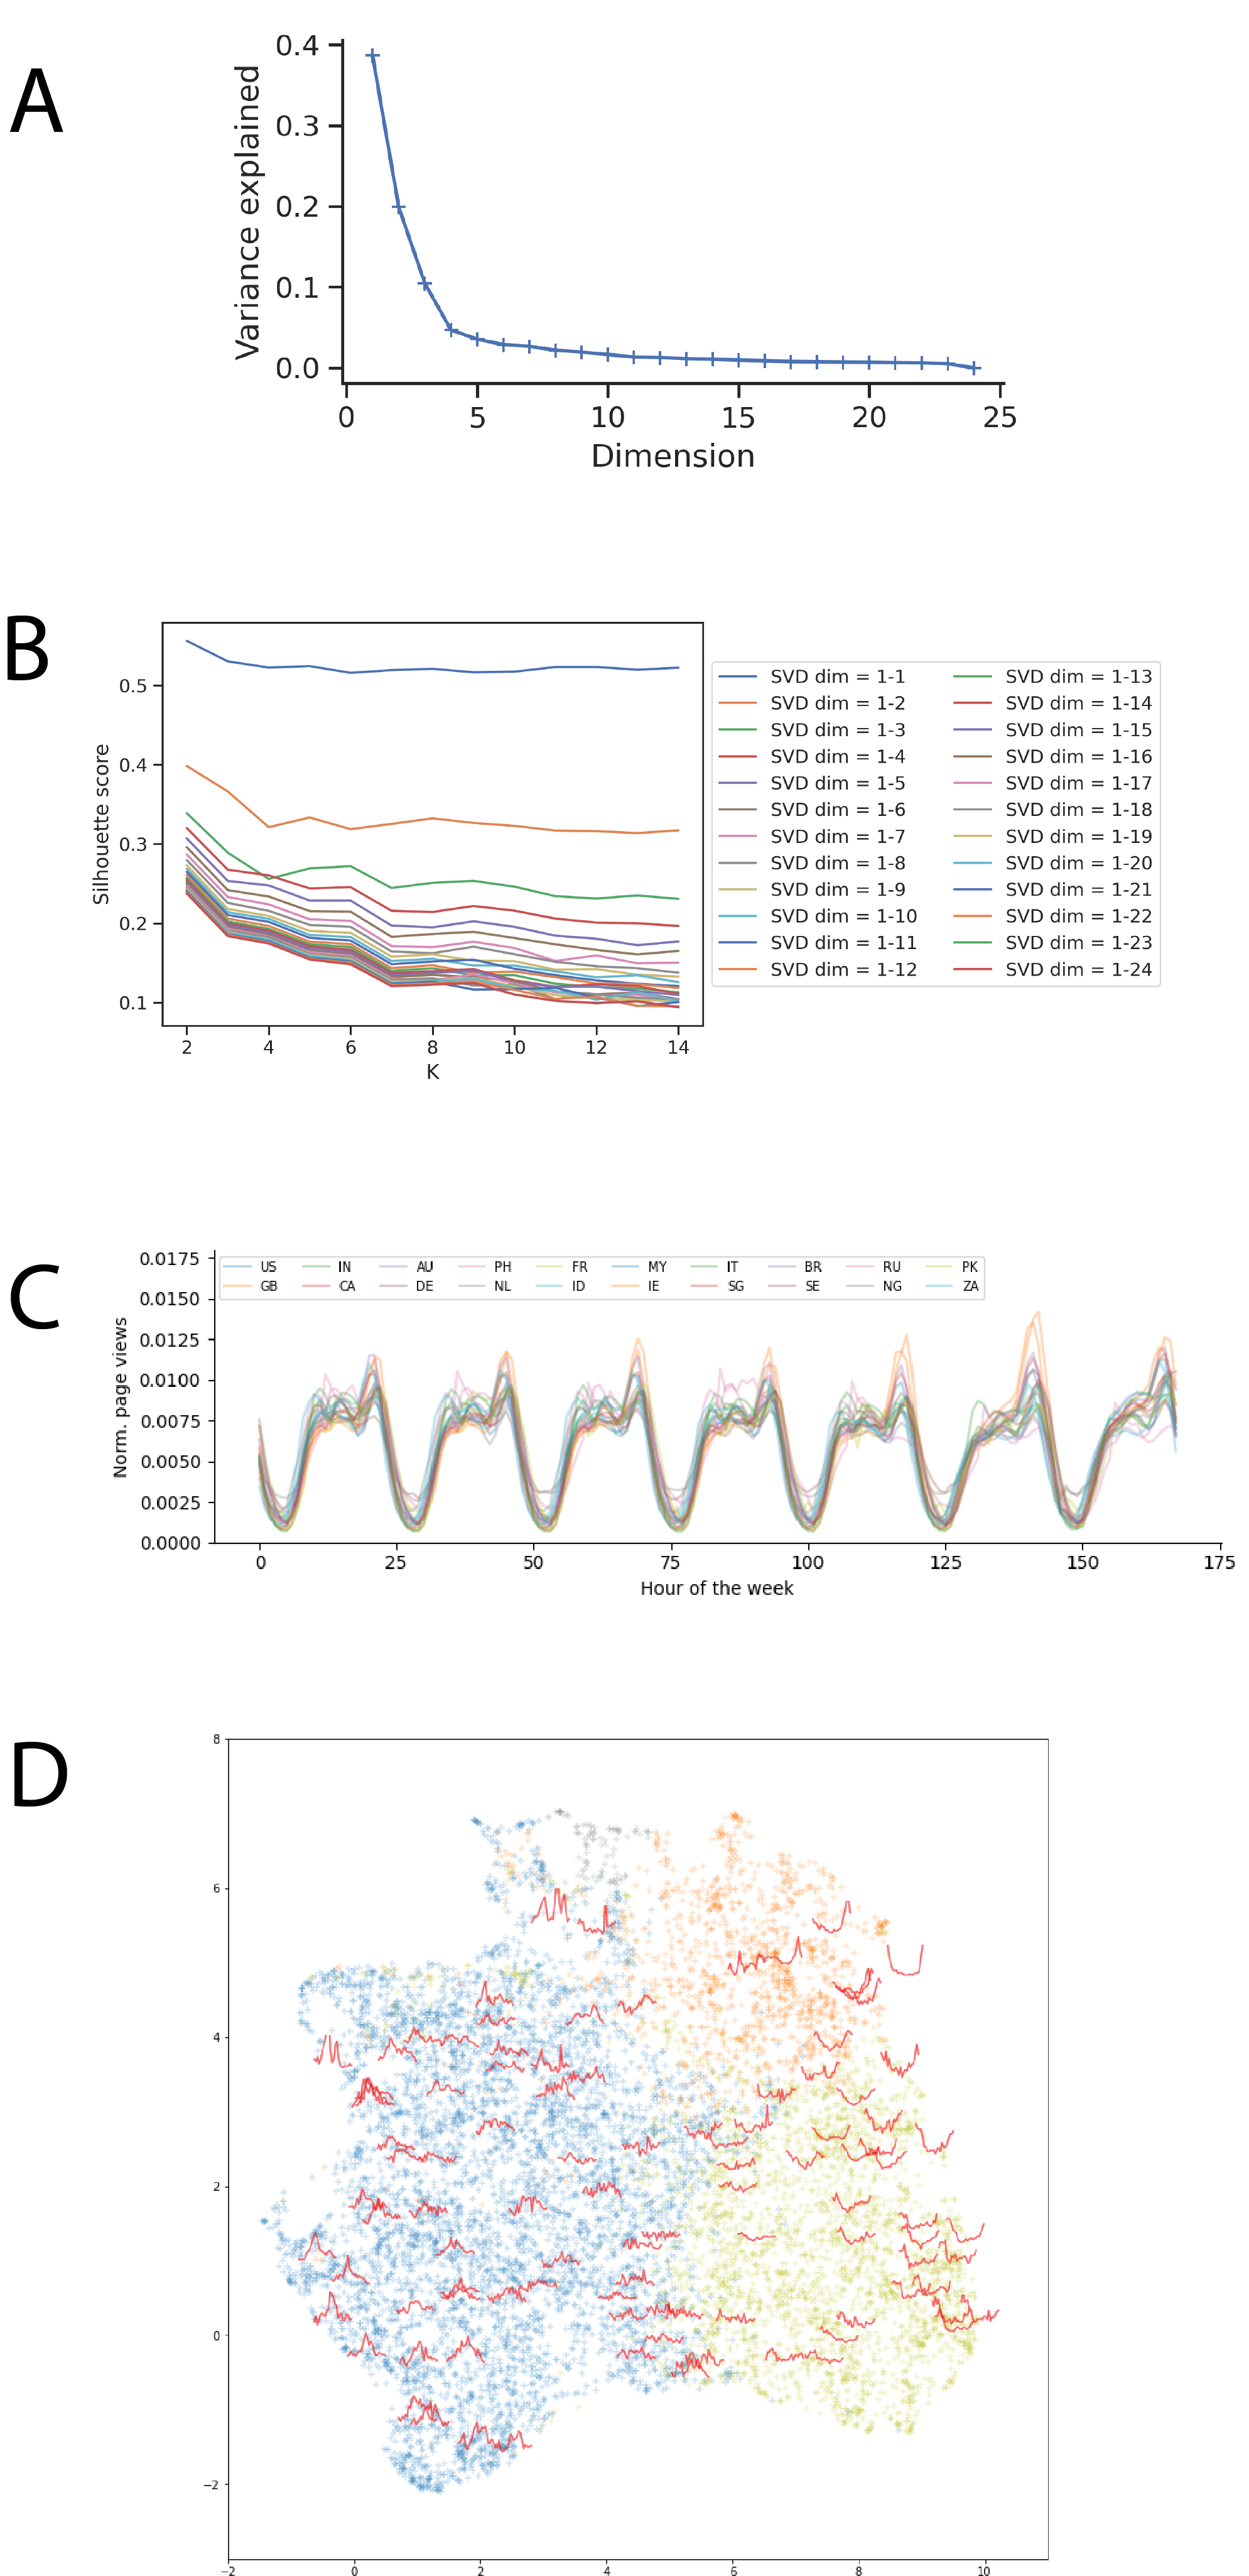 A
0.4
0.3
0.2
0.1
0.0
Variance explained
0 5 10 15 20 25
Dimension
B
0.5
0.4
0.3
0.2
0.1
Silhouette score
2 4 6 8 10 12 14
K
SVD dim = 1-1 SVD dim = 1-13
SVD dim = 1-2 SVD dim = 1-14
SVD dim = 1-3 SVD dim = 1-15
SVD dim = 1-4 SVD dim = 1-16
SVD dim = 1-5 SVD dim = 1-17
SVD dim = 1-6 SVD dim = 1-18
SVD dim = 1-7 SVD dim = 1-19
SVD dim = 1-8 SVD dim = 1-20
SVD dim = 1-9 SVD dim = 1-21
SVD dim = 1-10 SVD dim = 1-22
SVD dim = 1-11 SVD dim = 1-23
SVD dim = 1-12 SVD dim = 1-24
C
0.0175
0.0150
0.0125
0.0100
0.0075
0.0050
0.0025
0.0000
Norm. page views
US IN AU PH FR MY IT BR RU PK
GB CA DE NL ID IE SG SE NG ZA
0 25 50 75 100 125 150 175
Hour of the week
D
8
6
4
2
0
−2
−2 0 2 4 6 8 10